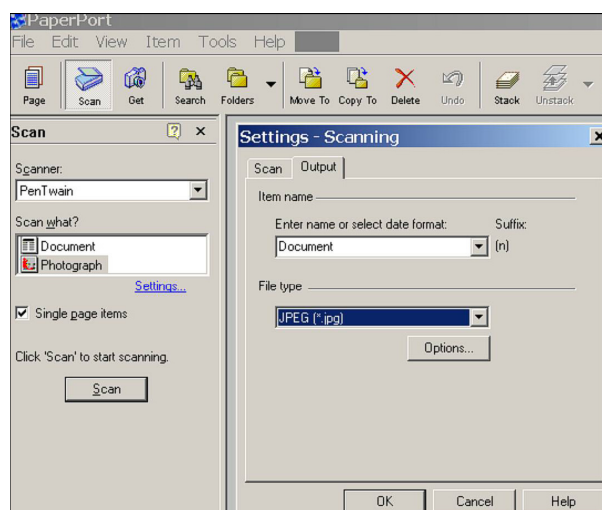 PaperPort
File Edit View Item Tools Help
Page Scan Get Search Folders Move To Copy To Delete Undo Stack Unstack
Scan
Scanner:
PenTwain
Scan what?
Document
Photograph
Settings...
Single page items
Click 'Scan' to start scanning.
Scan
Settings - Scanning
Scan Output
Item name
Enter name or select date format: Suffix:
Document (n)
File type
JPEG (*.jpg)
Options...
OK Cancel Help